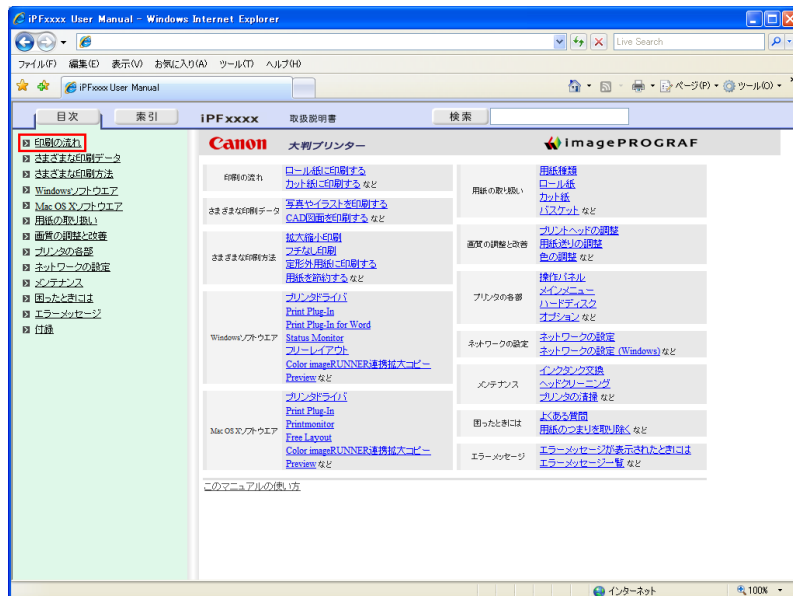 iPFxxxx User Manual - Windows Internet Explorer
Live Search
ファイル(F) 編集(E) 表示(V) お気に入り(A) ツール(T) ヘルプ(H)
iPFxxxx User Manual
ページ(P) ツール(O)
目次 索引 iPFxxxx 取扱説明書 検索
印刷の流れ
さまざまな印刷データ
さまざまな印刷方法
Windowsソフトウエア
Mac OS Xソフトウエア
用紙の取り扱い
画質の調整と改善
プリンタの各部
ネットワークの設定
メンテナンス
困ったときには
エラーメッセージ
付録
Canon 大判プリンター imagePROGRAF
印刷の流れ
ロール紙に印刷する
カット紙に印刷する など
さまざまな印刷データ
写真やイラストを印刷する
CAD図面を印刷する など
さまざまな印刷方法
拡大縮小印刷
フチなし印刷
定形外用紙に印刷する
用紙を節約する など
Windowsソフトウエア
プリンタドライバ
Print Plug-In
Print Plug-In for Word
Status Monitor
フリーレイアウト
Color imageRUNNER連携拡大コピー
Preview など
Mac OS Xソフトウエア
プリンタドライバ
Print Plug-In
Printmonitor
Free Layout
Color imageRUNNER連携拡大コピー
Preview など
用紙の取り扱い
用紙種類
ロール紙
カット紙
バスケット など
画質の調整と改善
プリントヘッドの調整
用紙送りの調整
色の調整 など
プリンタの各部
操作パネル
メインメニュー
ハードディスク
オプション など
ネットワークの設定
ネットワークの設定
ネットワークの設定 (Windows) など
メンテナンス
インクタンク交換
ヘッドクリーニング
プリンタの清掃 など
困ったときには
よくある質問
用紙のつまりを取り除く など
エラーメッセージ
エラーメッセージが表示されたときには
エラーメッセージ一覧 など
このマニュアルの使い方
インターネット 100%